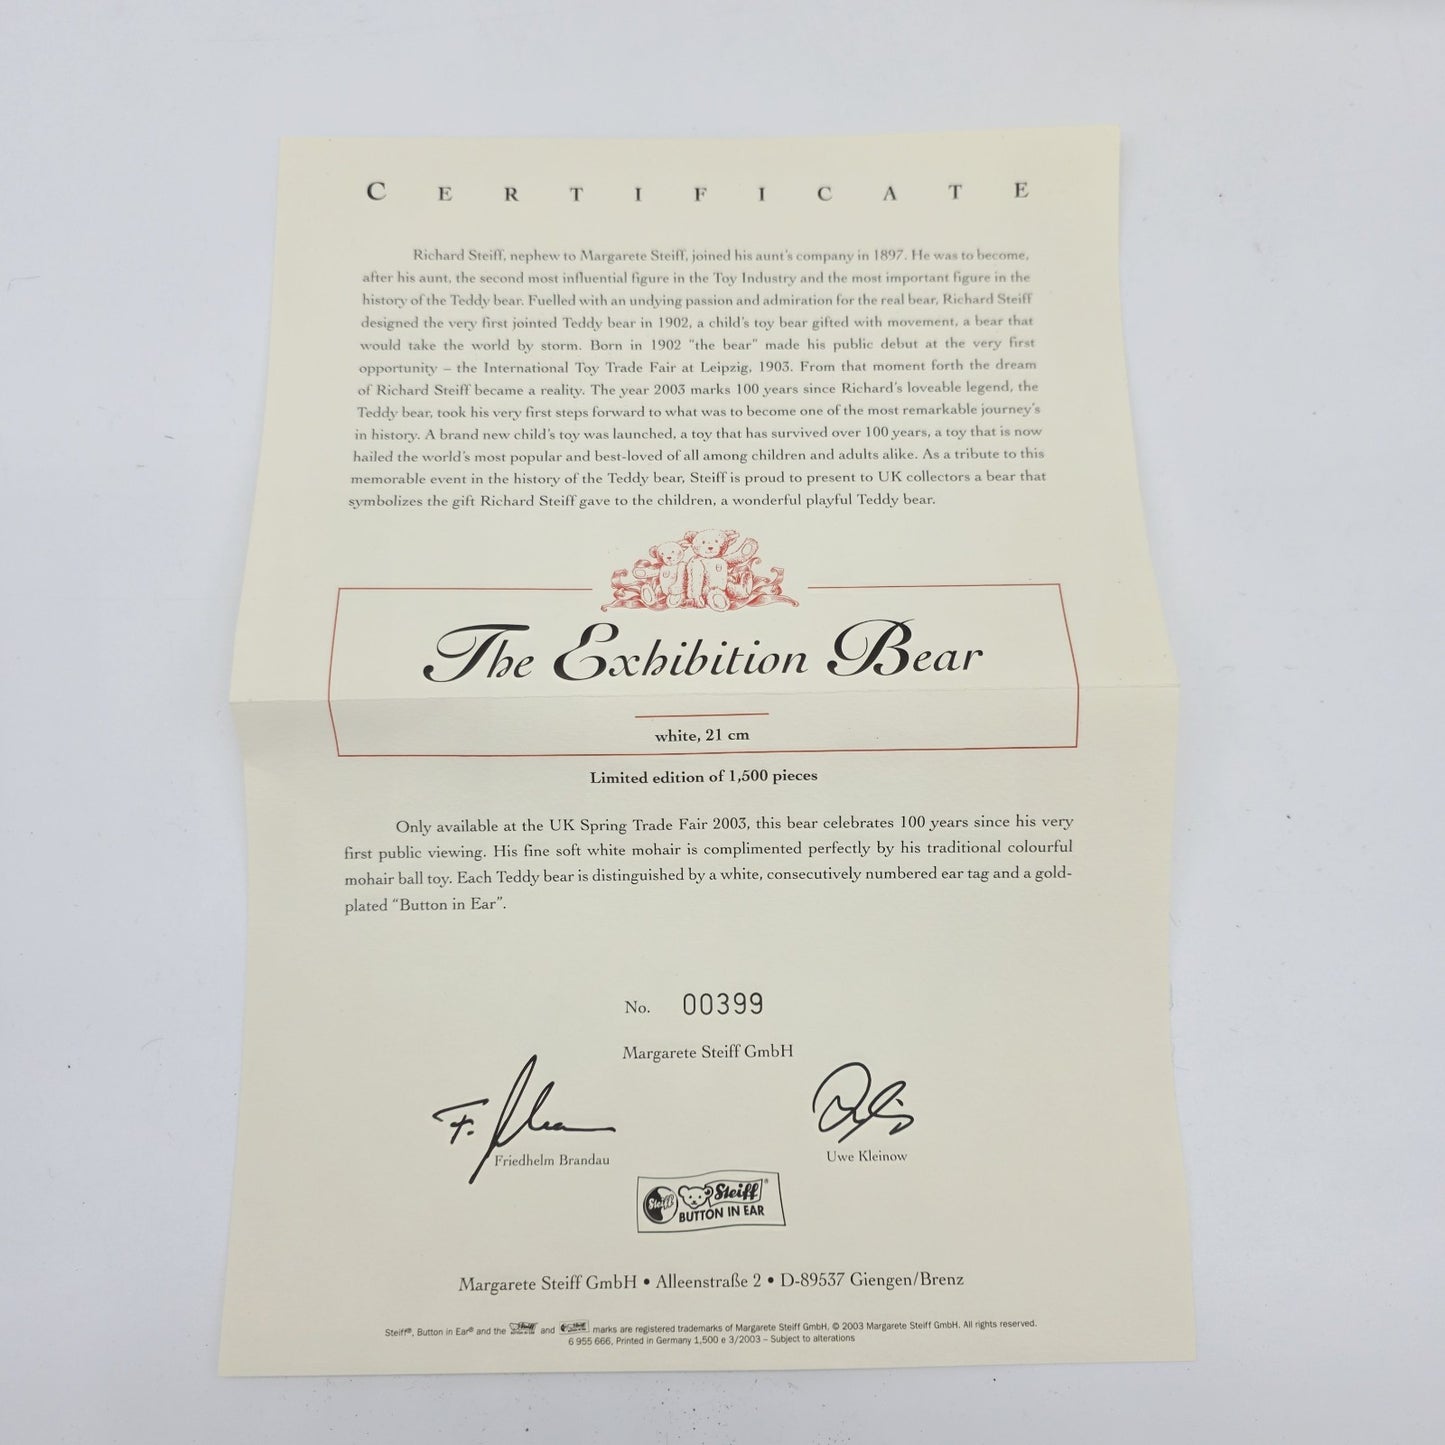 CERTIFICATE
Richard Steiff, nephew to Margarete Steiff, joined his aunt's company in 1897. He was to become,
after his aunt, the second most influential figure in the Toy Industry and the most important figure in the
history of the Teddy bear. Fuelled with an undying passion and admiration for the real bear, Richard Steiff
designed the very first jointed Teddy bear in 1902, a child's toy bear gifted with movement, a bear that
would take the world by storm. Born in 1902 "the bear" made his public debut at the very first
opportunity – the International Toy Trade Fair at Leipzig, 1903. From that moment forth the dream
of Richard Steiff became a reality. The year 2003 marks 100 years since Richard's loveable legend, the
Teddy bear, took his very first steps forward to what was to become one of the most remarkable journey's
in history. A brand new child's toy was launched, a toy that has survived over 100 years, a toy that is now
hailed the world's most popular and best-loved of all among children and adults alike. As a tribute to this
memorable event in the history of the Teddy bear, Steiff is proud to present to UK collectors a bear that
symbolizes the gift Richard Steiff gave to the children, a wonderful playful Teddy bear.
The Exhibition Bear
white, 21 cm
Limited edition of 1,500 pieces
Only available at the UK Spring Trade Fair 2003, this bear celebrates 100 years since his very
first public viewing. His fine soft white mohair is complimented perfectly by his traditional colourful
mohair ball toy. Each Teddy bear is distinguished by a white, consecutively numbered ear tag and a gold-
plated “Button in Ear”.
No. 00399
Margarete Steiff GmbH
Friedhelm Brandau
Uwe Kleinow
Steiff Steiff®
BUTTON IN EAR
Margarete Steiff GmbH • Alleenstraße 2 • D-89537 Giengen/Brenz
Steiff®, Button in Ear® and the and marks are registered trademarks of Margarete Steiff GmbH, © 2003 Margarete Steiff GmbH. All rights reserved.
6 955 666, Printed in Germany 1,500 e 3/2003 – Subject to alterations